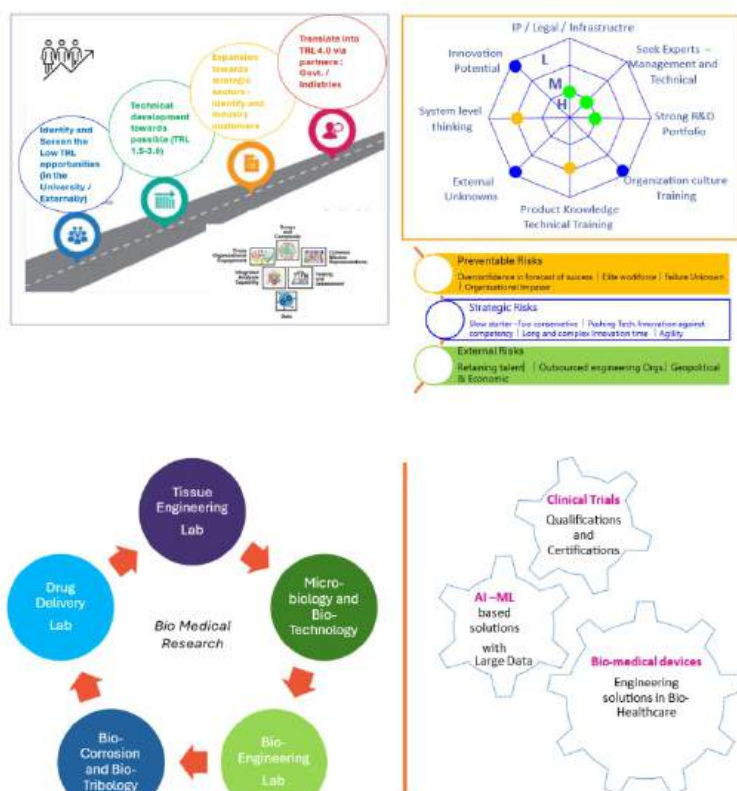 Identify and
Screen the
Low TRL
opportunities
(in the
University /
Externally)
Technical
development
towards
possible (TRL
1.5-3.0)
Expansion
towards
strategic
sectors -
identify and
industry
customers
Translate into
TRL 4.0 via
partners :
Govt. /
Industries
Integrated
Analysis
Capability
Data
IP / Legal / Infrastructre
Innovation
Potential
L
M
H
Seek Experts –
Management and
Technical
System level
thinking
Strong R&D
Portfolio
External
Unknowns
Organization culture
Training
Product Knowledge
Technical Training
Preventable Risks
Overconfidence in forecast of success | Elite workforce | Failure Unknown
| Organisational Impasse
Strategic Risks
Slow starter -Too conservative | Pushing Tech. Innovation against
competency | Long and complex Innovation time | Agility
External Risks
Retaining talent | Outsourced engineering Orgs.| Geopolitical
& Economic
Tissue
Engineering
Lab
Drug
Delivery
Lab
Bio Medical
Research
Micro-
biology and
Bio-
Technology
Bio-
Corrosion
and Bio-
Tribology
Bio-
Engineering
Lab
Clinical Trials
Qualifications
and
Certifications
AI –ML
based
solutions
with
Large Data
Bio-medical devices
Engineering
solutions in Bio-
Healthcare